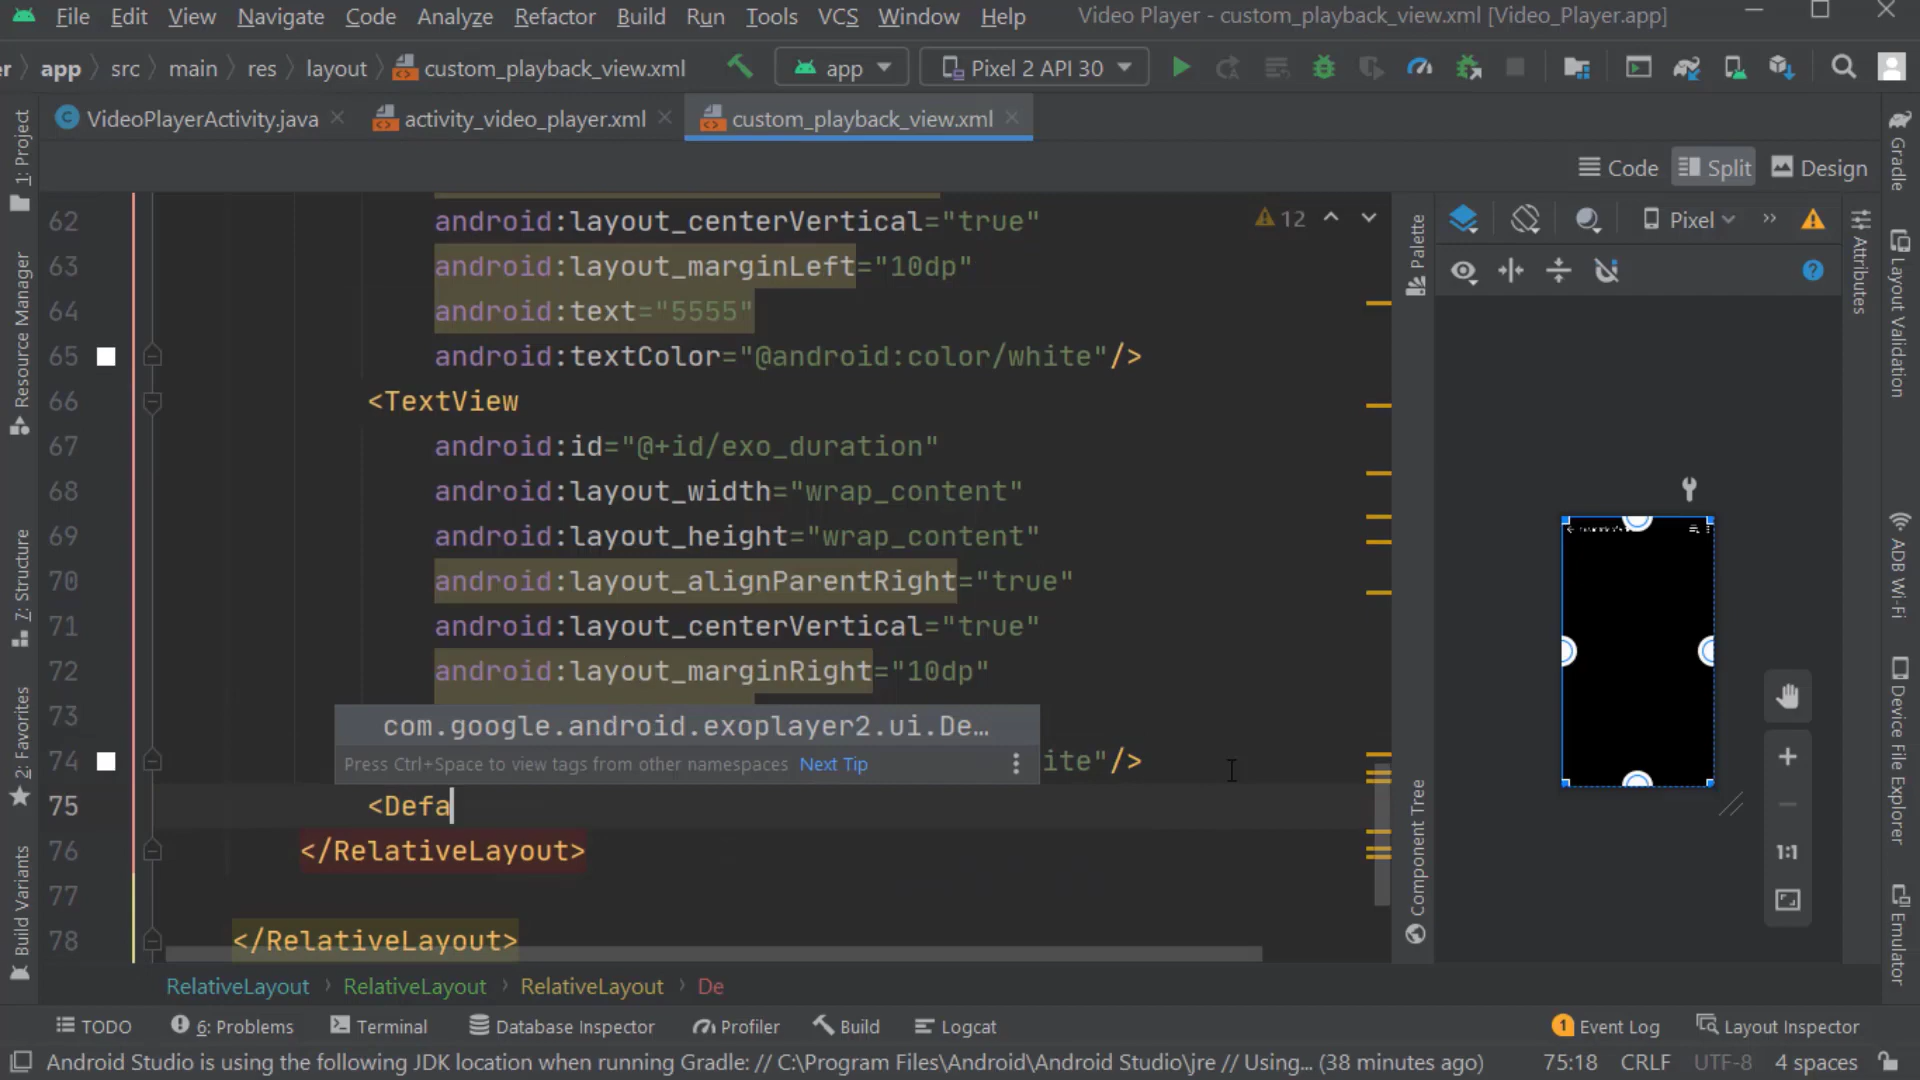 File Edit View Navigate Code Analyze Refactor Build Run Tools VCS Window Help Video Player - custom_playback_view.xml [Video_Player.app]
app src main res layout custom_playback_view.xml app Pixel 2 API 30
VideoPlayerActivity.java activity_video_player.xml custom_playback_view.xml
Code Split Design
12
Pixel
62 android:layout_centerVertical="true"
63 android:layout_marginLeft="10dp"
64 android:text="5555"
65 android:textColor="@android:color/white"/>
66 <TextView
67 android:id="@+id/exo_duration"
68 android:layout_width="wrap_content"
69 android:layout_height="wrap_content"
70 android:layout_alignParentRight="true"
71 android:layout_centerVertical="true"
72 android:layout_marginRight="10dp"
73
com.google.android.exoplayer2.ui.De…
74 ite"/>
Press Ctrl+Space to view tags from other namespaces Next Tip
75 <Defa
76 </RelativeLayout>
77
78 </RelativeLayout>
1:1
1: Project
Resource Manager
7: Structure
2: Favorites
Build Variants
Palette
Component Tree
Attributes
Gradle
Layout Validation
ADB Wi-Fi
Device File Explorer
Emulator
RelativeLayout RelativeLayout RelativeLayout De
TODO 6: Problems Terminal Database Inspector Profiler Build Logcat 1 Event Log Layout Inspector
Android Studio is using the following JDK location when running Gradle: // C:\Program Files\Android\Android Studio\jre // Using... (38 minutes ago) 75:18 CRLF UTF-8 4 spaces